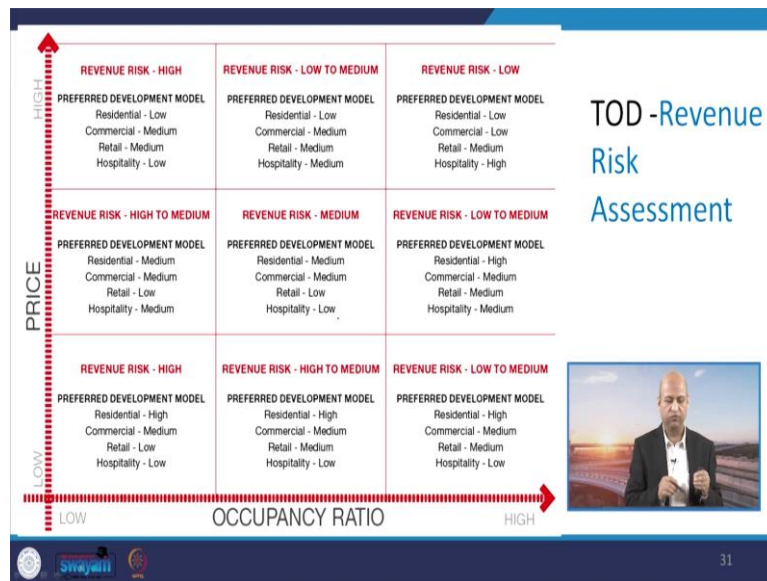 HIGH
PRICE
LOW
REVENUE RISK - HIGH
PREFERRED DEVELOPMENT MODEL
Residential - Low
Commercial - Medium
Retail - Medium
Hospitality - Low
REVENUE RISK - LOW TO MEDIUM
PREFERRED DEVELOPMENT MODEL
Residential - Low
Commercial - Medium
Retail - Medium
Hospitality - Medium
REVENUE RISK - LOW
PREFERRED DEVELOPMENT MODEL
Residential - Low
Commercial - Low
Retail - Medium
Hospitality - High
REVENUE RISK - HIGH TO MEDIUM
PREFERRED DEVELOPMENT MODEL
Residential - Medium
Commercial - Medium
Retail - Low
Hospitality - Medium
REVENUE RISK - MEDIUM
PREFERRED DEVELOPMENT MODEL
Residential - Medium
Commercial - Medium
Retail - Low
Hospitality - Low
REVENUE RISK - LOW TO MEDIUM
PREFERRED DEVELOPMENT MODEL
Residential - High
Commercial - Medium
Retail - Medium
Hospitality - Medium
REVENUE RISK - HIGH
PREFERRED DEVELOPMENT MODEL
Residential - High
Commercial - Medium
Retail - Low
Hospitality - Low
REVENUE RISK - HIGH TO MEDIUM
PREFERRED DEVELOPMENT MODEL
Residential - High
Commercial - Medium
Retail - Medium
Hospitality - Low
REVENUE RISK - LOW TO MEDIUM
PREFERRED DEVELOPMENT MODEL
Residential - High
Commercial - Medium
Retail - Medium
Hospitality - Low
LOW
OCCUPANCY RATIO
HIGH
TOD -Revenue
Risk
Assessment
swayam
31